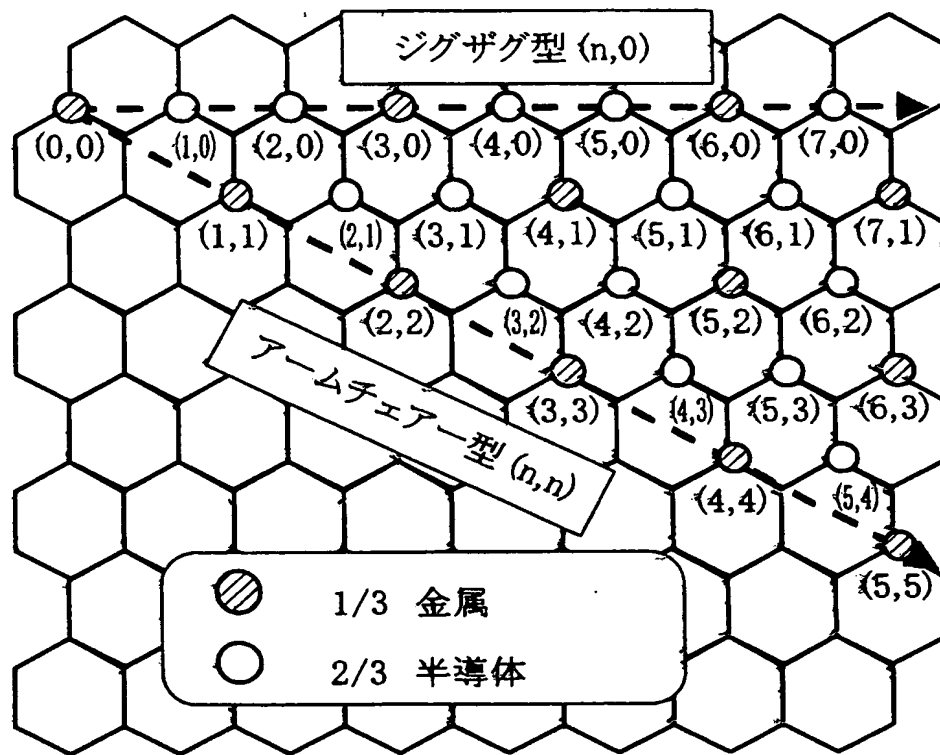 ジグザグ型 (n,0)
(0,0) (1,0) (2,0) (3,0) (4,0) (5,0) (6,0) (7,0)
(1,1) (2,1) (3,1) (4,1) (5,1) (6,1) (7,1)
(2,2) (3,2) (4,2) (5,2) (6,2)
アームチェアー型 (n,n)
(3,3) (4,3) (5,3) (6,3)
(4,4) (5,4)
(5,5)
1/3 金属
2/3 半導体